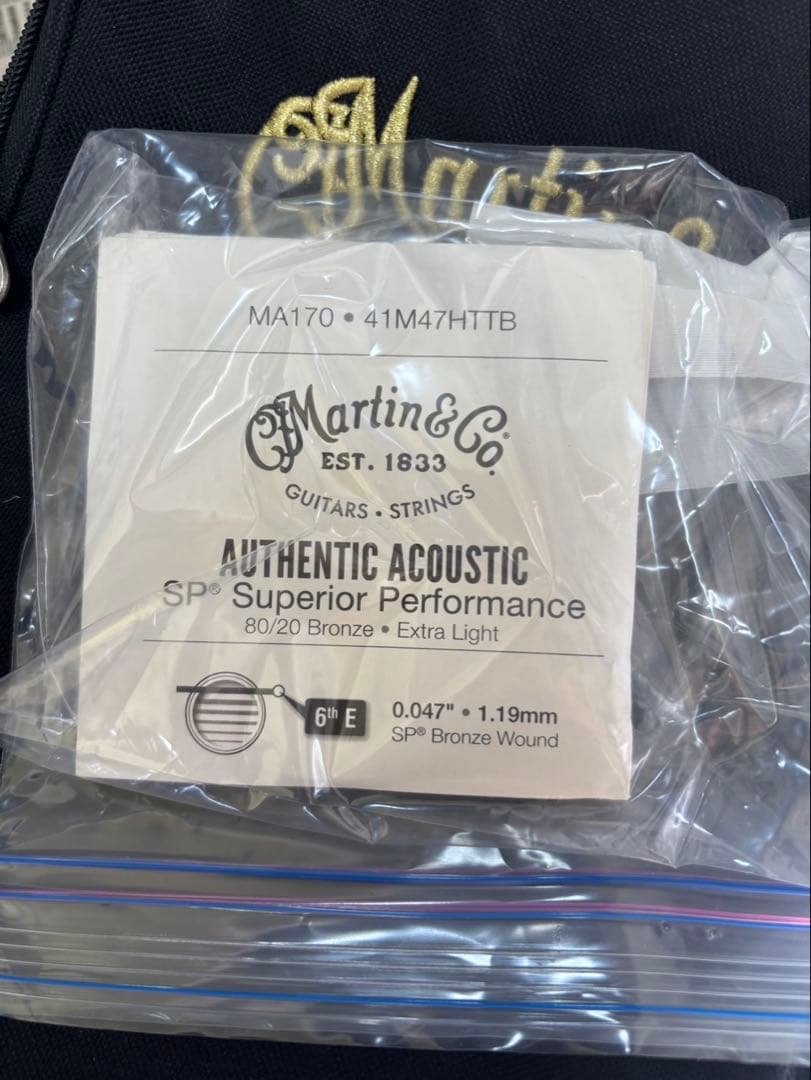 Martin
MA170 • 41M47HTTB
CFMartin & Co.®
EST. 1833
GUITARS • STRINGS
AUTHENTIC ACOUSTIC
SP® Superior Performance
80/20 Bronze • Extra Light
6th E
0.047" • 1.19mm
SP® Bronze Wound